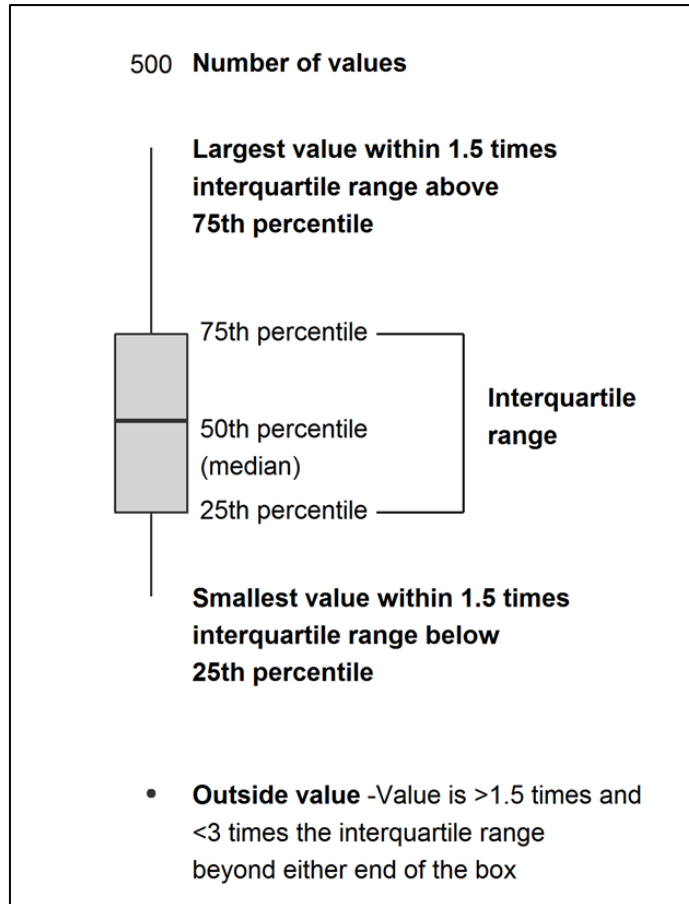 500 Number of values
Largest value within 1.5 times
interquartile range above
75th percentile
75th percentile
Interquartile
range
50th percentile
(median)
25th percentile
Smallest value within 1.5 times
interquartile range below
25th percentile
Outside value -Value is >1.5 times and
<3 times the interquartile range
beyond either end of the box